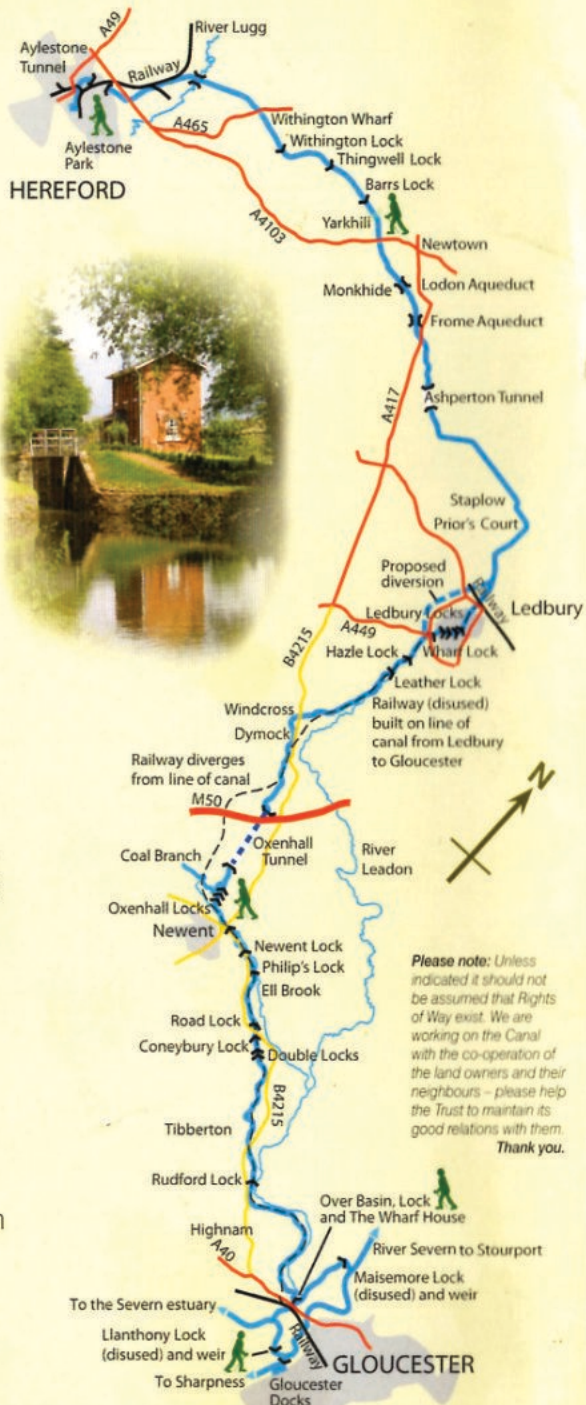 A49
River Lugg
Aylestone
Tunnel
Railway
Aylestone
Park
A465
Withington Wharf
Withington Lock
Thingwell Lock
HEREFORD
Barrs Lock
A4103
Yarkhill
Newtown
Monkhide
Lodon Aqueduct
Frome Aqueduct
A417
Ashperton Tunnel
Staplow
Prior's Court
Proposed
diversion
Railway
Ledbury Locks
Ledbury
A449
Hazle Lock
Wharf Lock
B4215
Leather Lock
Windcross
Railway (disused)
built on line of
canal from Ledbury
to Gloucester
Dymock
Railway diverges
from line of canal
M50
N
Oxenhall
Tunnel
River
Leadon
Coal Branch
Oxenhall Locks
Newent
Newent Lock
Philip's Lock
Ell Brook
Please note: Unless
indicated it should not
be assumed that Rights
of Way exist. We are
working on the Canal
with the co-operation of
the land owners and their
neighbours – please help
the Trust to maintain its
good relations with them.
Thank you.
Road Lock
Coneybury Lock
Double Locks
B4215
Tibberton
Rudford Lock
Over Basin, Lock
and The Wharf House
Highnam
A40
River Severn to Stourport
Maisemore Lock
(disused) and weir
To the Severn estuary
Llanthony Lock
(disused) and weir
Railway
GLOUCESTER
To Sharpness
Gloucester
Docks